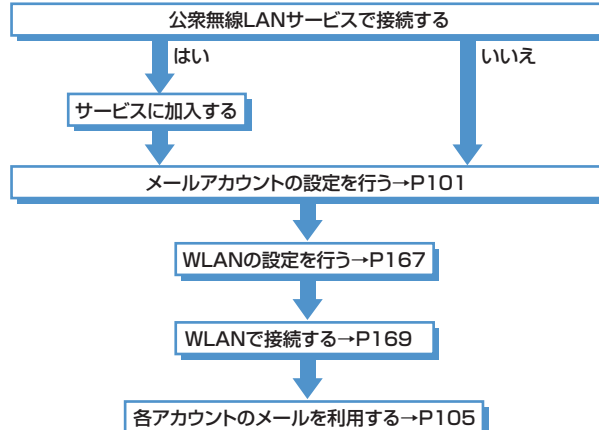 公衆無線LANサービスで接続する
はい
いいえ
サービスに加入する
メールアカウントの設定を行う→P101
WLANの設定を行う→P167
WLANで接続する→P169
各アカウントのメールを利用する→P105